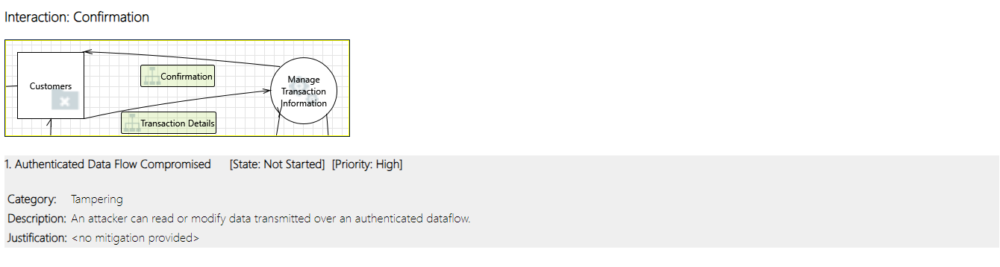 Interaction: Confirmation
Confirmation
Customers
Manage
Transaction
Information
Transaction Details
1. Authenticated Data Flow Compromised [State: Not Started] [Priority: High]
Category: Tampering
Description: An attacker can read or modify data transmitted over an authenticated dataflow.
Justification: <no mitigation provided>